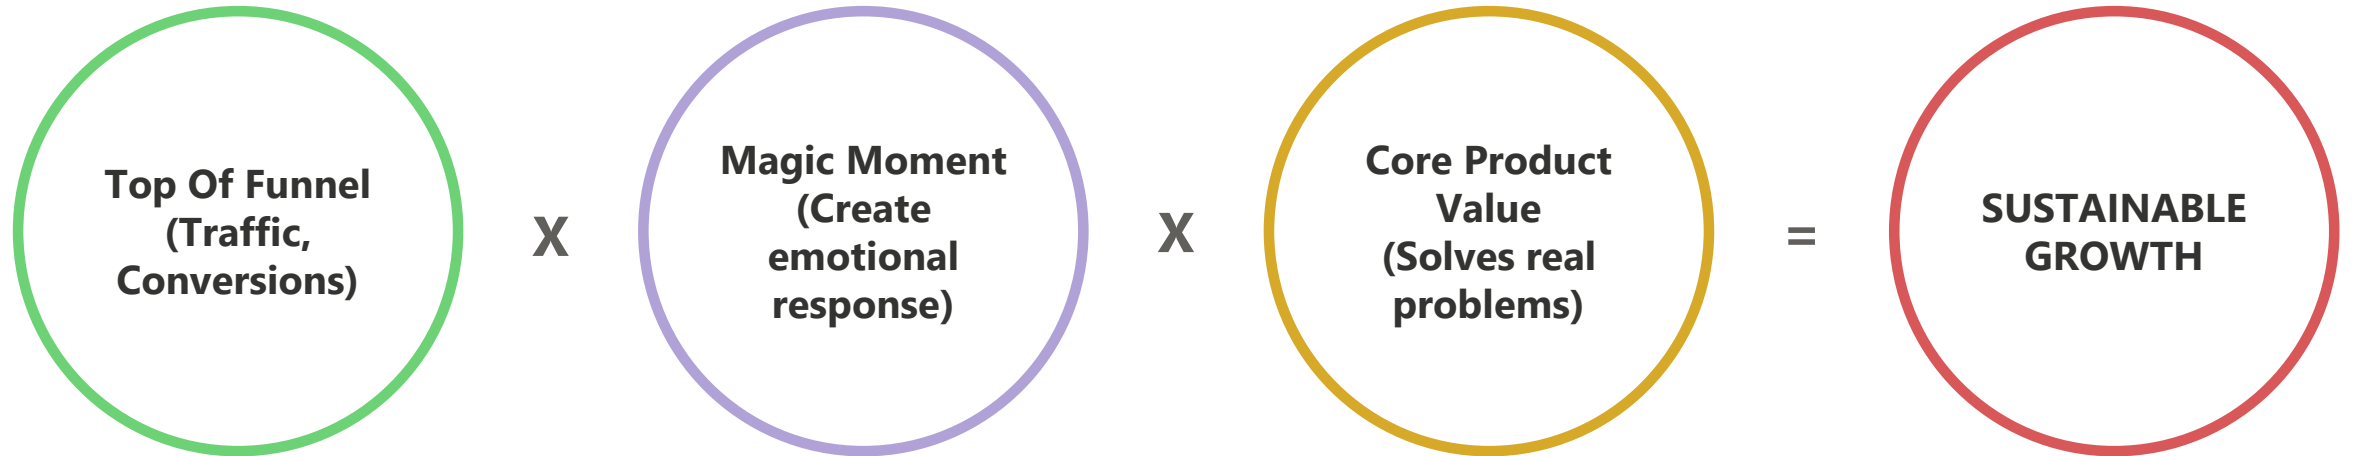 Top Of Funnel
(Traffic,
Conversions)
X
Magic Moment
(Create
emotional
response)
X
Core Product
Value
(Solves real
problems)
=
SUSTAINABLE
GROWTH